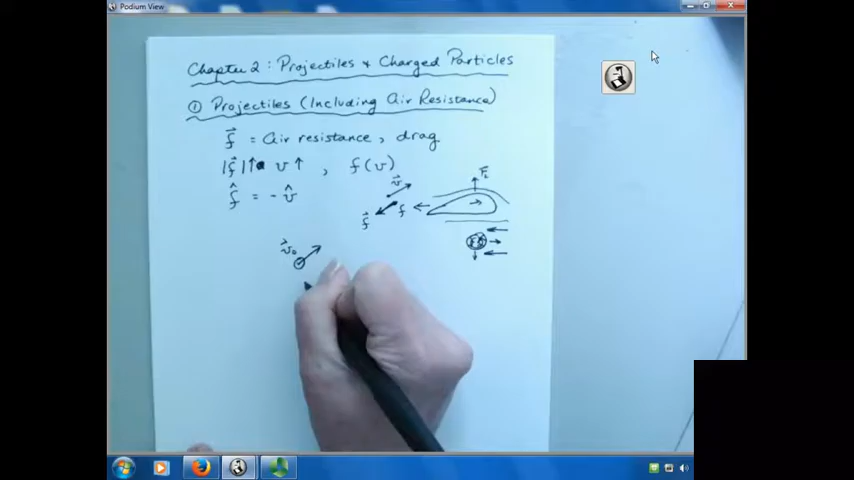 Podium View
Chapter 2: Projectiles & Charged Particles
① Projectiles (Including Air Resistance)
f⃗ = Air resistance, drag
|f⃗|↑ v↑ , f(v)
f̂ = - v̂
v⃗
f⃗
f
F⃗L
v⃗₀